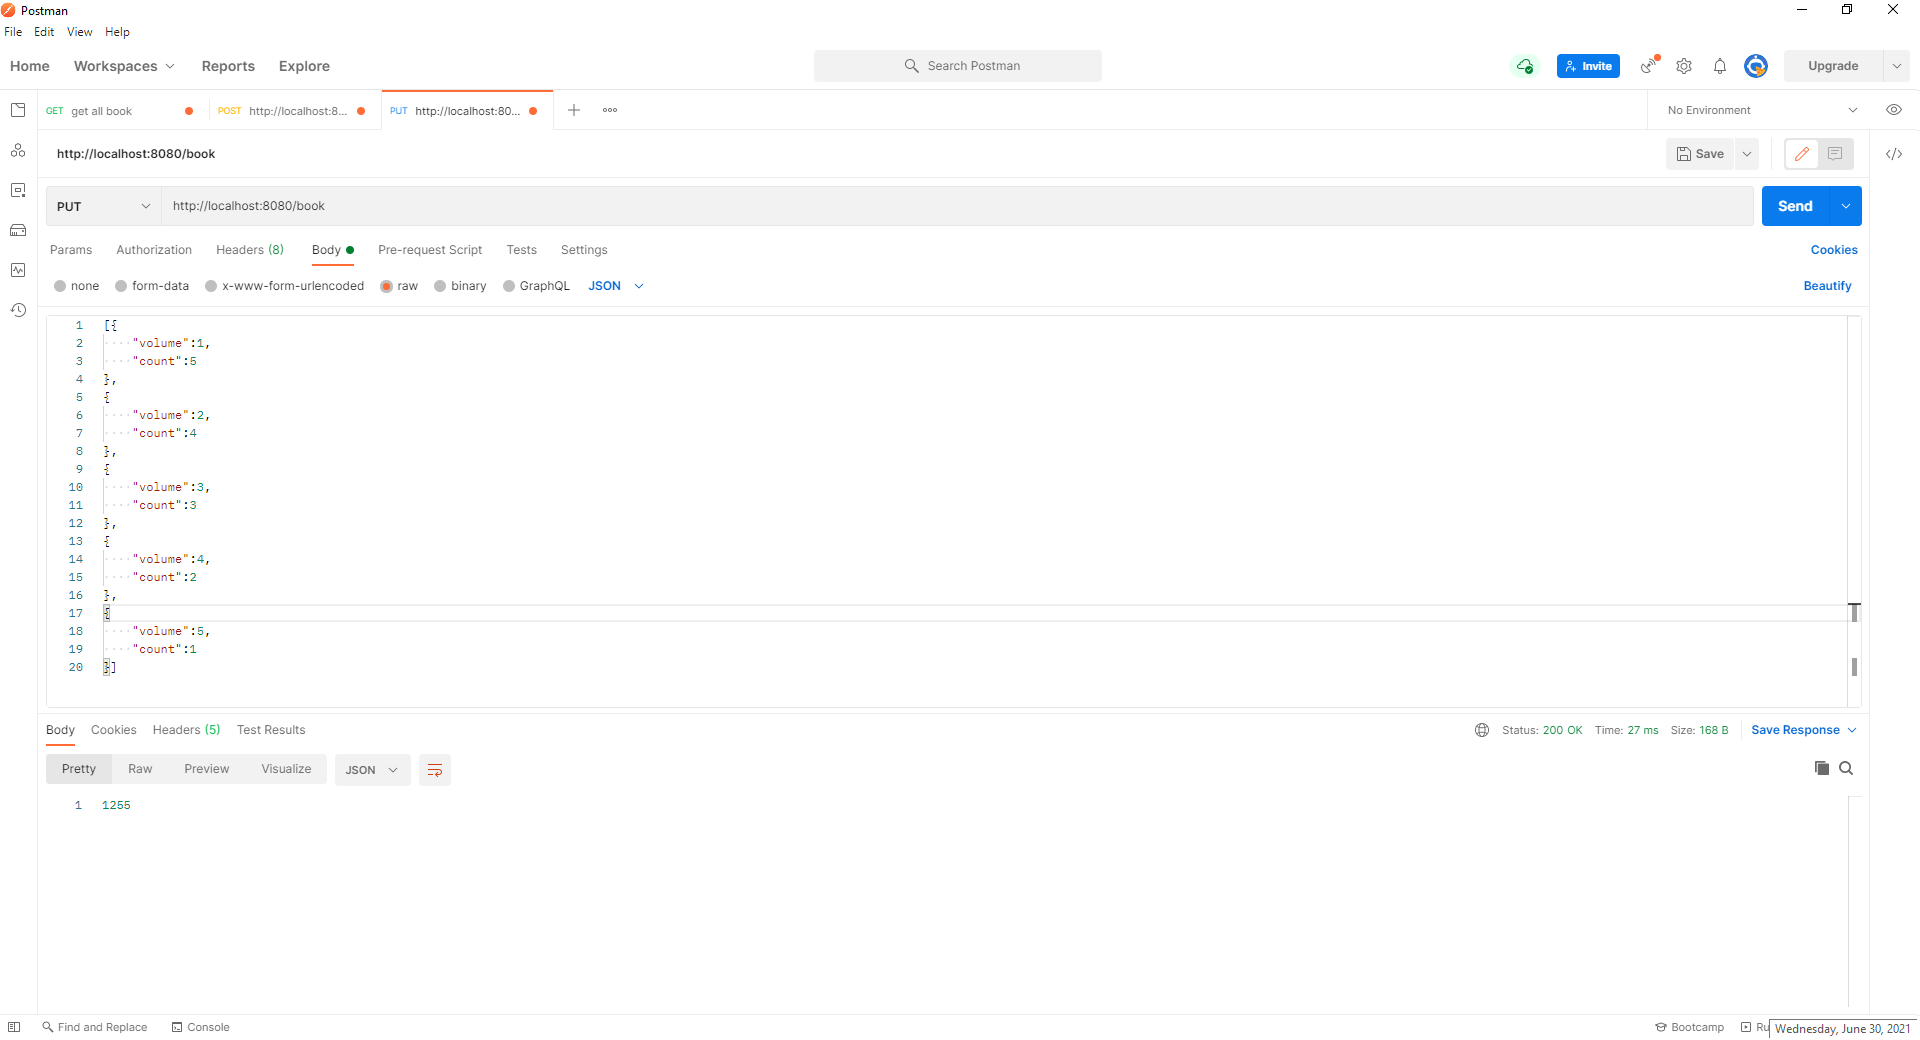 Postman
File Edit View Help
Home Workspaces Reports Explore Search Postman Invite Upgrade
GET get all book POST http://localhost:8... PUT http://localhost:80... No Environment
http://localhost:8080/book Save
PUT http://localhost:8080/book Send
Params Authorization Headers (8) Body Pre-request Script Tests Settings Cookies
none form-data x-www-form-urlencoded raw binary GraphQL JSON Beautify
1 [{
2 "volume":1,
3 "count":5
4 },
5 {
6 "volume":2,
7 "count":4
8 },
9 {
10 "volume":3,
11 "count":3
12 },
13 {
14 "volume":4,
15 "count":2
16 },
17 {
18 "volume":5,
19 "count":1
20 }]
Body Cookies Headers (5) Test Results Status: 200 OK Time: 27 ms Size: 168 B Save Response
Pretty Raw Preview Visualize JSON
1 1255
Find and Replace Console Bootcamp Ru Wednesday, June 30, 2021